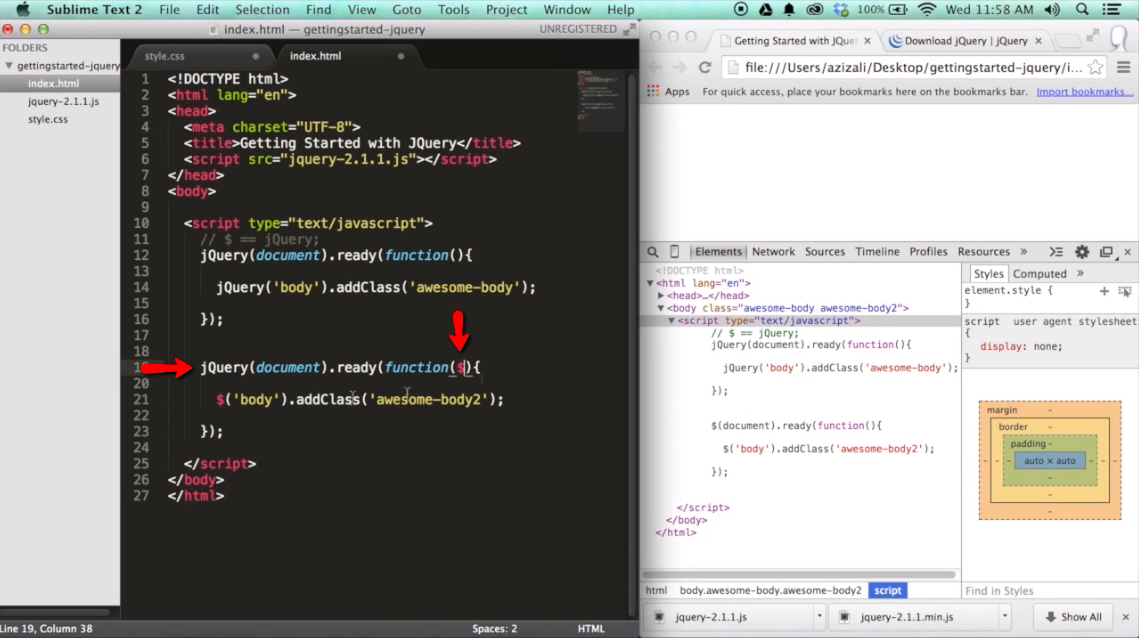 Sublime Text 2 File Edit Selection Find View Goto Tools Project Window Help 100% Wed 11:58 AM
index.html — gettingstarted-jquery UNREGISTERED
FOLDERS
gettingstarted-jquery
index.html
jquery-2.1.1.js
style.css
style.css index.html
1 <!DOCTYPE html>
2 <html lang="en">
3 <head>
4 <meta charset="UTF-8">
5 <title>Getting Started with JQuery</title>
6 <script src="jquery-2.1.1.js"></script>
7 </head>
8 <body>
9
10 <script type="text/javascript">
11 // $ == jQuery;
12 jQuery(document).ready(function(){
13
14 jQuery('body').addClass('awesome-body');
15
16 });
17
18
19 jQuery(document).ready(function($){
20
21 $('body').addClass('awesome-body2');
22
23 });
24
25 </script>
26 </body>
27 </html>
Line 19, Column 38 Spaces: 2 HTML
Getting Started with JQue × Download jQuery | jQuery ×
file:///Users/azizali/Desktop/gettingstarted-jquery/i...
Apps For quick access, place your bookmarks here on the bookmarks bar. Import bookmarks...
Elements Network Sources Timeline Profiles Resources »
<!DOCTYPE html>
<html lang="en">
<head>…</head>
<body class="awesome-body awesome-body2">
<script type="text/javascript">
// $ == jQuery;
jQuery(document).ready(function(){
jQuery('body').addClass('awesome-body');
});
$(document).ready(function(){
$('body').addClass('awesome-body2');
});
</script>
</body>
</html>
html body.awesome-body.awesome-body2 script
Styles Computed »
element.style {
}
script user agent stylesheet
{
display: none;
}
margin -
border -
padding -
- - - auto × auto - - -
-
-
-
Find in Styles
jquery-2.1.1.js jquery-2.1.1.min.js Show All ×